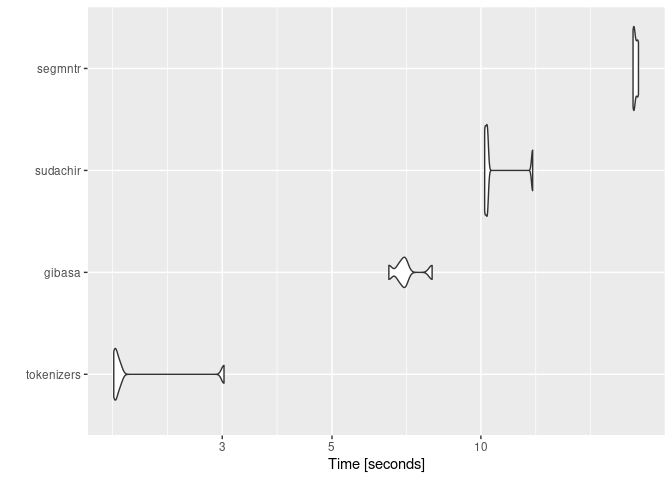 segmntr
sudachir
gibasa
tokenizers
3
5
10
Time [seconds]